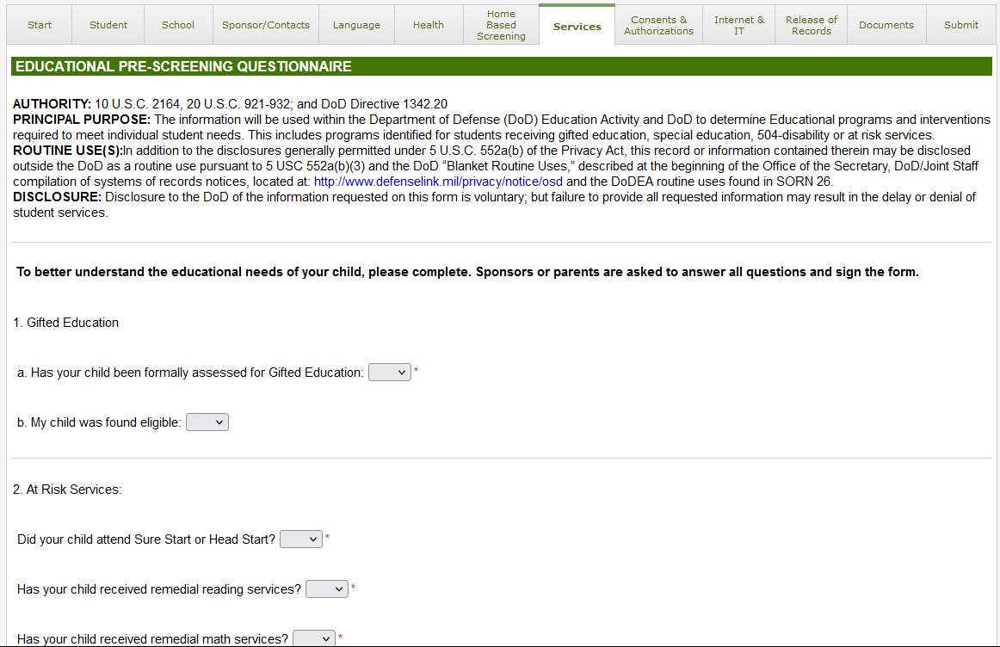 Start
Student
School
Sponsor/Contacts
Language
Health
Home
Based
Screening
Services
Consents &
Authorizations
Internet &
IT
Release of
Records
Documents
Submit
EDUCATIONAL PRE-SCREENING QUESTIONNAIRE
AUTHORITY: 10 U.S.C. 2164, 20 U.S.C. 921-932; and DoD Directive 1342.20
PRINCIPAL PURPOSE: The information will be used within the Department of Defense (DoD) Education Activity and DoD to determine Educational programs and interventions
required to meet individual student needs. This includes programs identified for students receiving gifted education, special education, 504-disability or at risk services.
ROUTINE USE(S):In addition to the disclosures generally permitted under 5 U.S.C. 552a(b) of the Privacy Act, this record or information contained therein may be disclosed
outside the DoD as a routine use pursuant to 5 USC 552a(b)(3) and the DoD “Blanket Routine Uses,” described at the beginning of the Office of the Secretary, DoD/Joint Staff
compilation of systems of records notices, located at: http://www.defenselink.mil/privacy/notice/osd and the DoDEA routine uses found in SORN 26.
DISCLOSURE: Disclosure to the DoD of the information requested on this form is voluntary; but failure to provide all requested information may result in the delay or denial of
student services.
To better understand the educational needs of your child, please complete. Sponsors or parents are asked to answer all questions and sign the form.
1. Gifted Education
a. Has your child been formally assessed for Gifted Education: *
b. My child was found eligible:
2. At Risk Services:
Did your child attend Sure Start or Head Start? *
Has your child received remedial reading services? *
Has your child received remedial math services? *